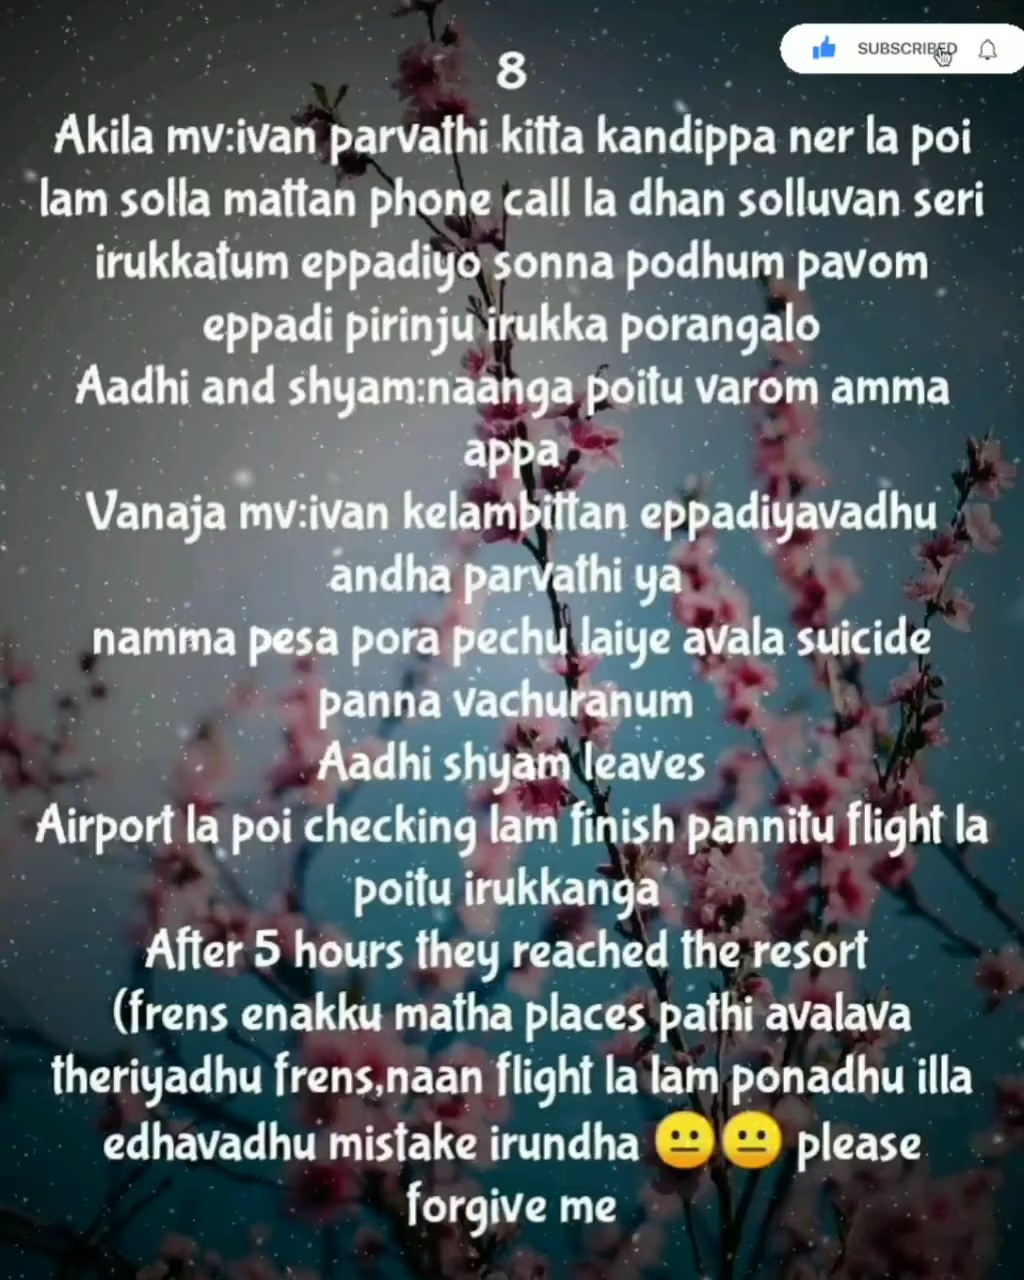 SUBSCRIBED
8
Akila mv:ivan parvathi kitta kandippa ner la poi
lam solla mattan phone call la dhan solluvan seri
irukkatum eppadiyo sonna podhum pavom
eppadi pirinju irukka porangalo
Aadhi and shyam:naanga poitu varom amma
appa
Vanaja mv:ivan kelambittan eppadiyavadhu
andha parvathi ya
namma pesa pora pechu laiye avala suicide
panna vachuranum
Aadhi shyam leaves
Airport la poi checking lam finish pannitu flight la
poitu irukkanga
After 5 hours they reached the resort
(frens enakku matha places pathi avalava
theriyadhu frens,naan flight la lam ponadhu illa
edhavadhu mistake irundha 😐😐 please
forgive me